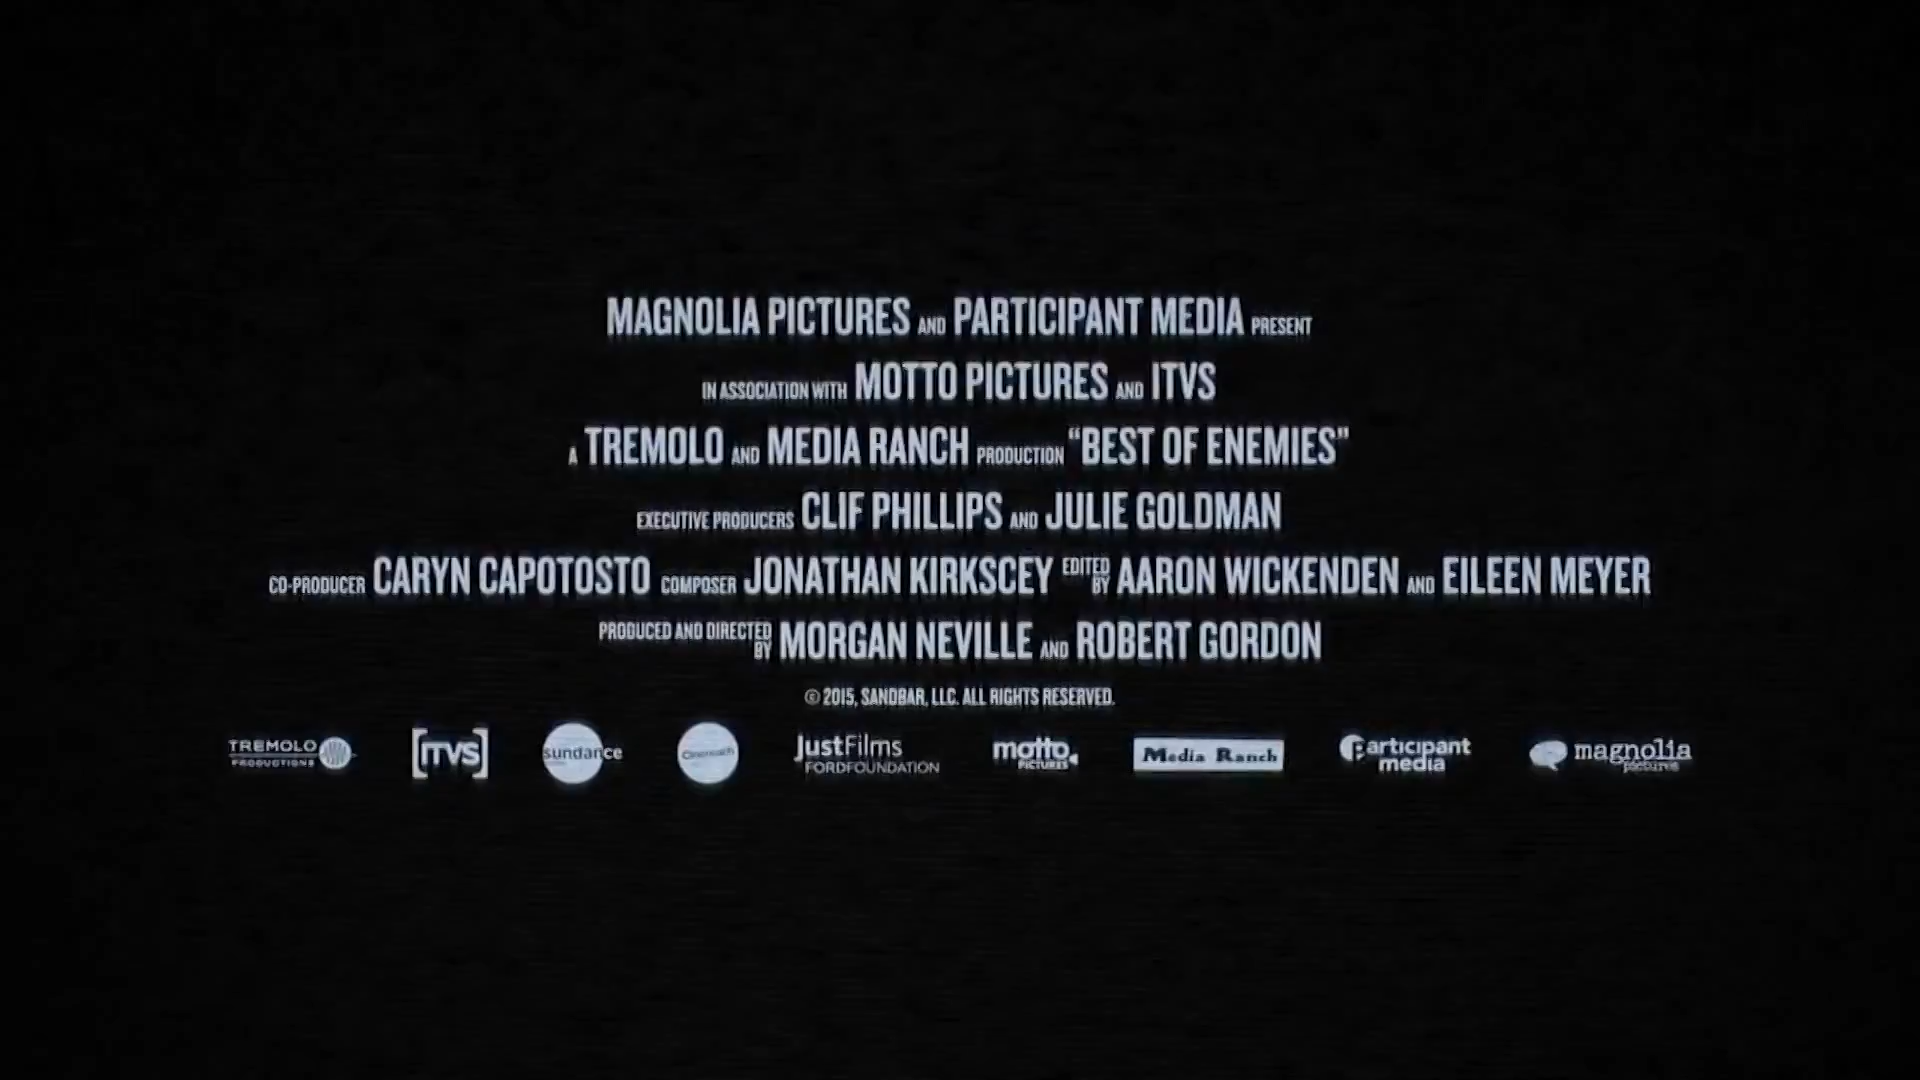 MAGNOLIA PICTURES AND PARTICIPANT MEDIA PRESENT
IN ASSOCIATION WITH MOTTO PICTURES AND ITVS
A TREMOLO AND MEDIA RANCH PRODUCTION “BEST OF ENEMIES”
EXECUTIVE PRODUCERS CLIF PHILLIPS AND JULIE GOLDMAN
CO-PRODUCER CARYN CAPOTOSTO COMPOSER JONATHAN KIRKSCEY EDITED BY AARON WICKENDEN AND EILEEN MEYER
PRODUCED AND DIRECTED BY MORGAN NEVILLE AND ROBERT GORDON
© 2015, SANDBAR, LLC. ALL RIGHTS RESERVED.
TREMOLO PRODUCTIONS [ITVS] sundance Cinereach JustFilms FORDFOUNDATION motto PICTURES Media Ranch Participant media magnolia pictures